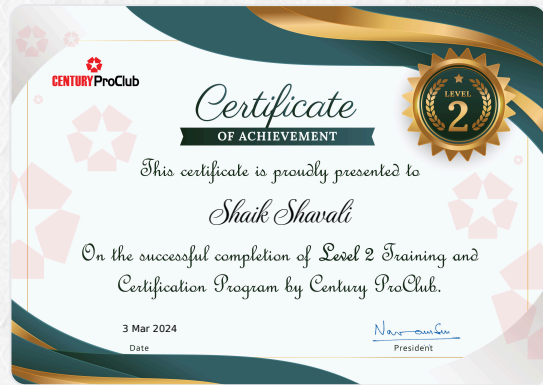 CENTURY ProClub
Certificate
OF ACHIEVEMENT
LEVEL
2
This certificate is proudly presented to
Shaik Shavali
On the successful completion of Level 2 Training and
Certification Program by Century ProClub.
3 Mar 2024
Date
President